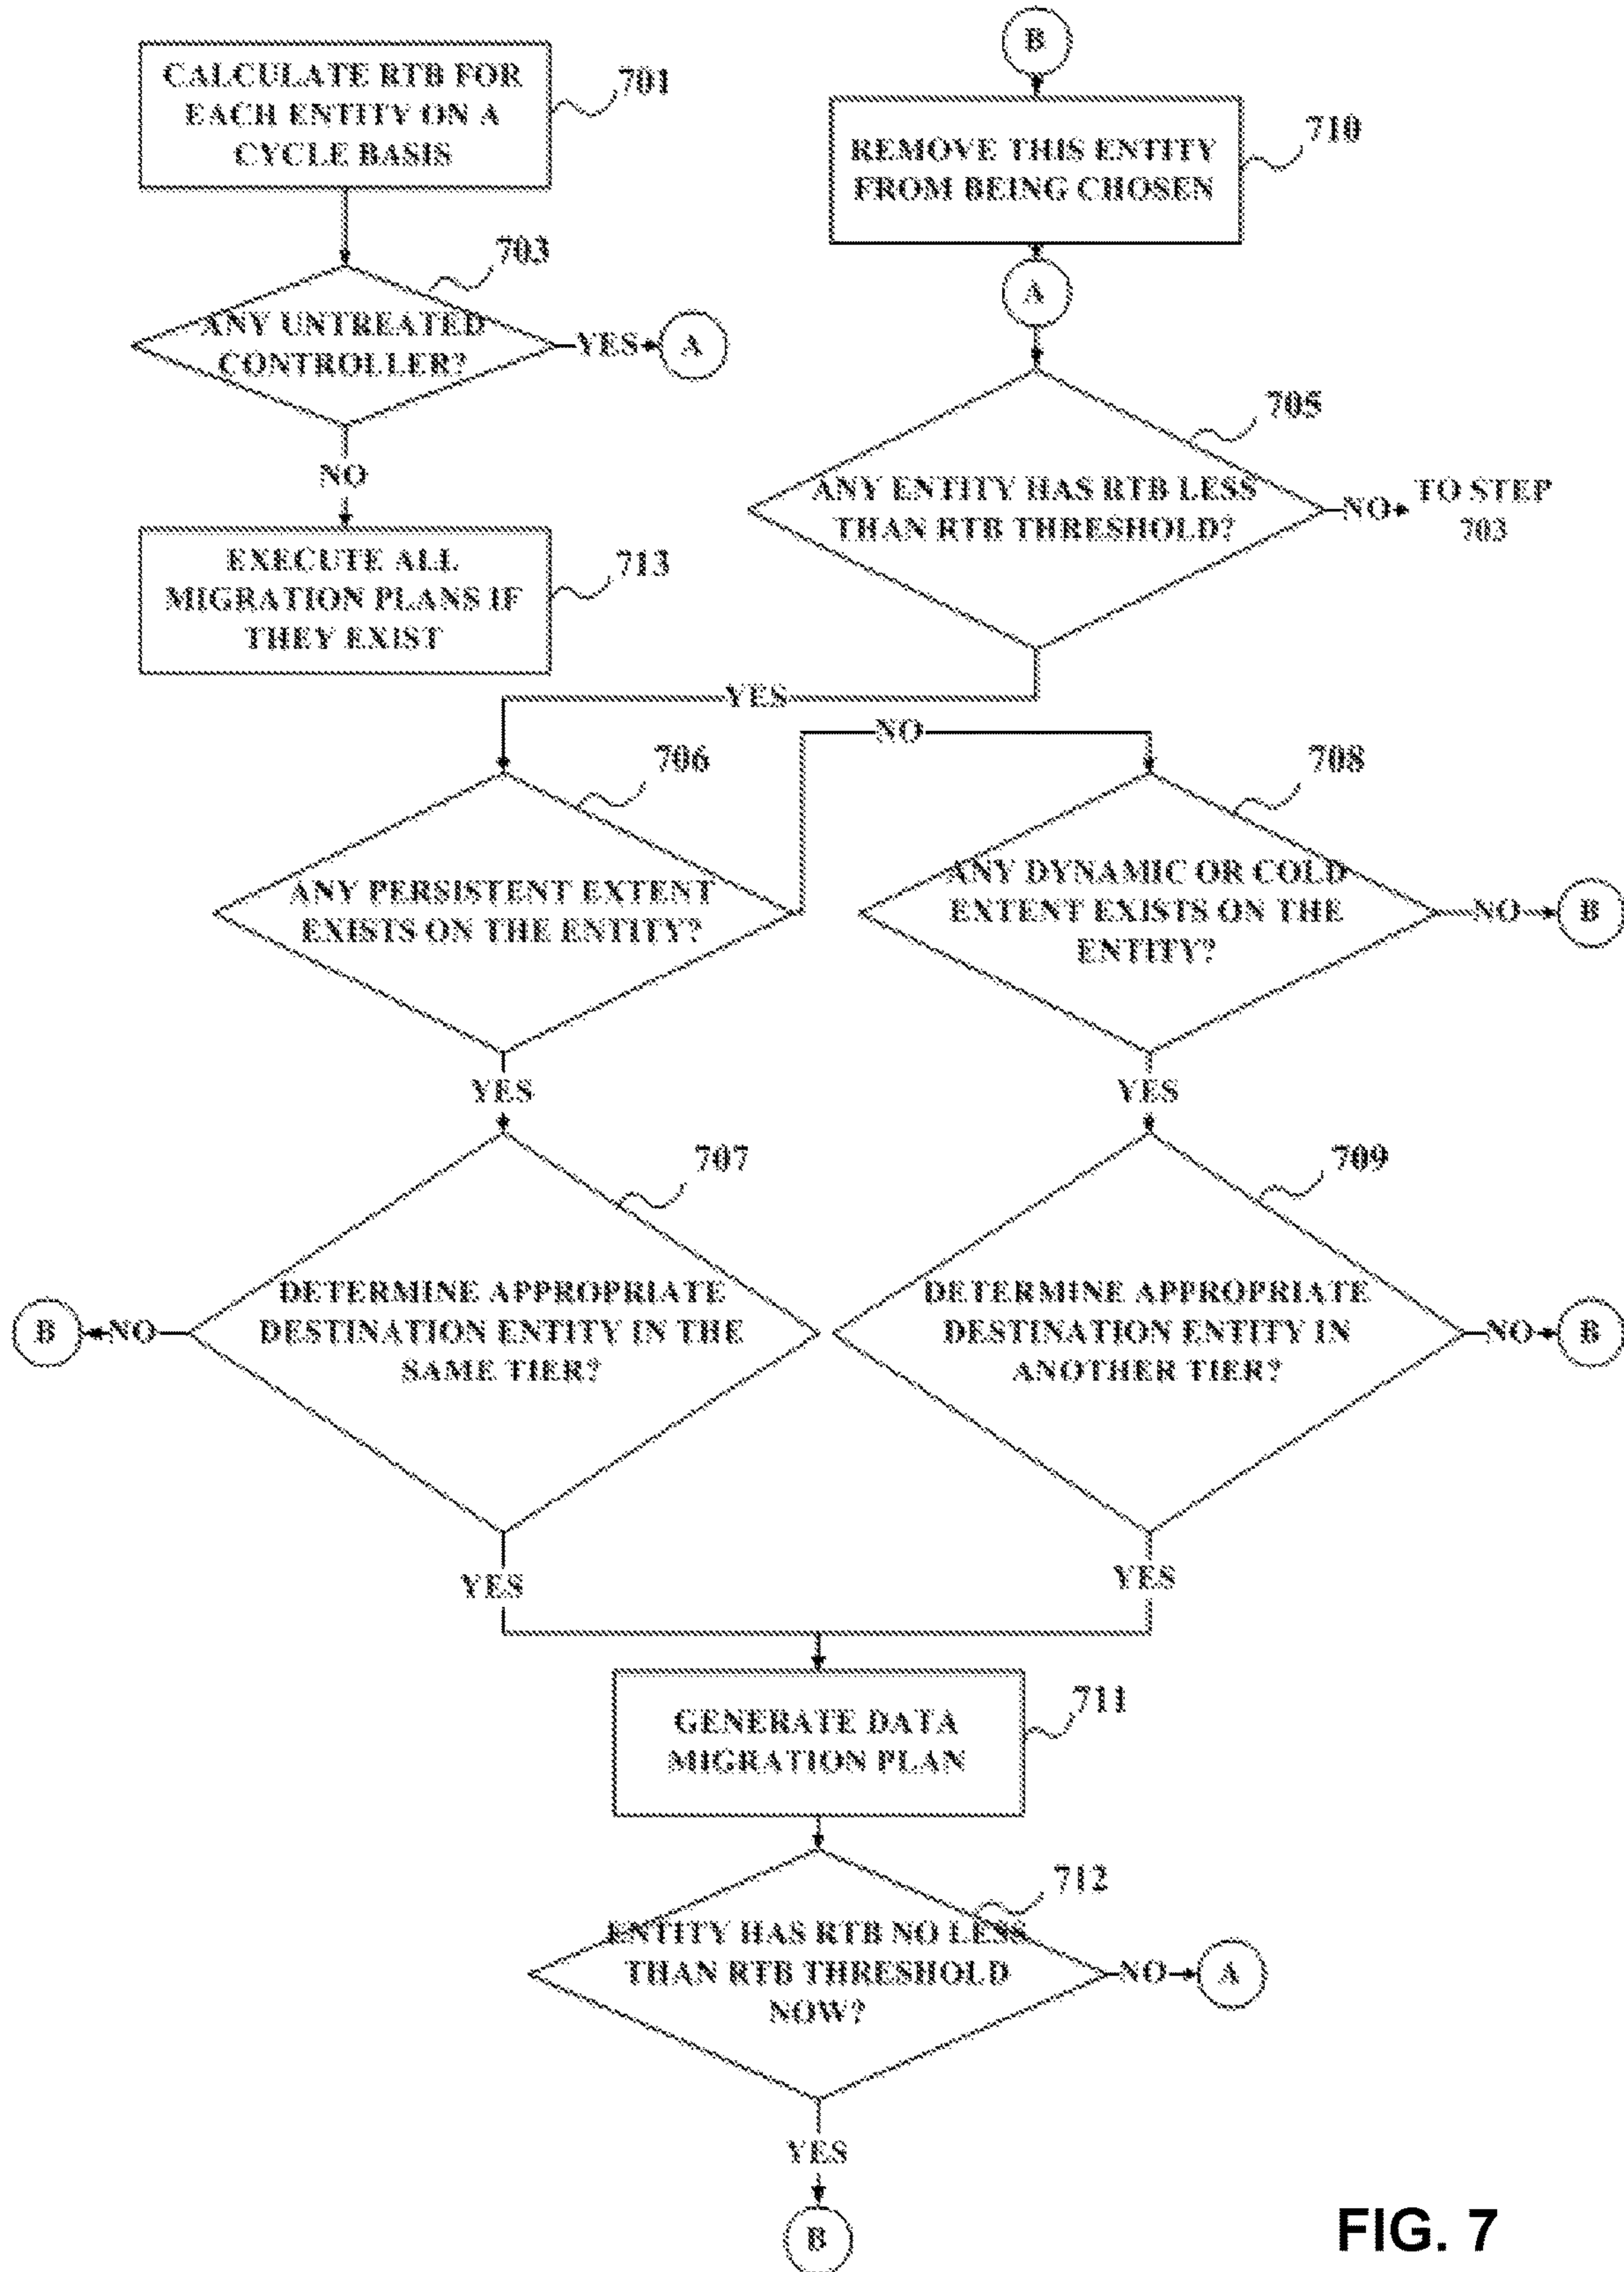 CALCULATE RTB FOR
EACH ENTITY ON A
CYCLE BASIS
701
703
ANY UNTREATED
CONTROLLER?
YES
A
NO
EXECUTE ALL
MIGRATION PLANS IF
THEY EXIST
713
B
REMOVE THIS ENTITY
FROM BEING CHOSEN
710
A
705
ANY ENTITY HAS RTB LESS
THAN RTB THRESHOLD?
NO
TO STEP
703
YES
706
ANY PERSISTENT EXTENT
EXISTS ON THE ENTITY?
NO
708
ANY DYNAMIC OR COLD
EXTENT EXISTS ON THE
ENTITY?
NO
B
YES
YES
707
DETERMINE APPROPRIATE
DESTINATION ENTITY IN THE
SAME TIER?
NO
B
709
DETERMINE APPROPRIATE
DESTINATION ENTITY IN
ANOTHER TIER?
NO
B
YES
YES
GENERATE DATA
MIGRATION PLAN
711
712
ENTITY HAS RTB NO LESS
THAN RTB THRESHOLD
NOW?
NO
A
YES
B
FIG. 7